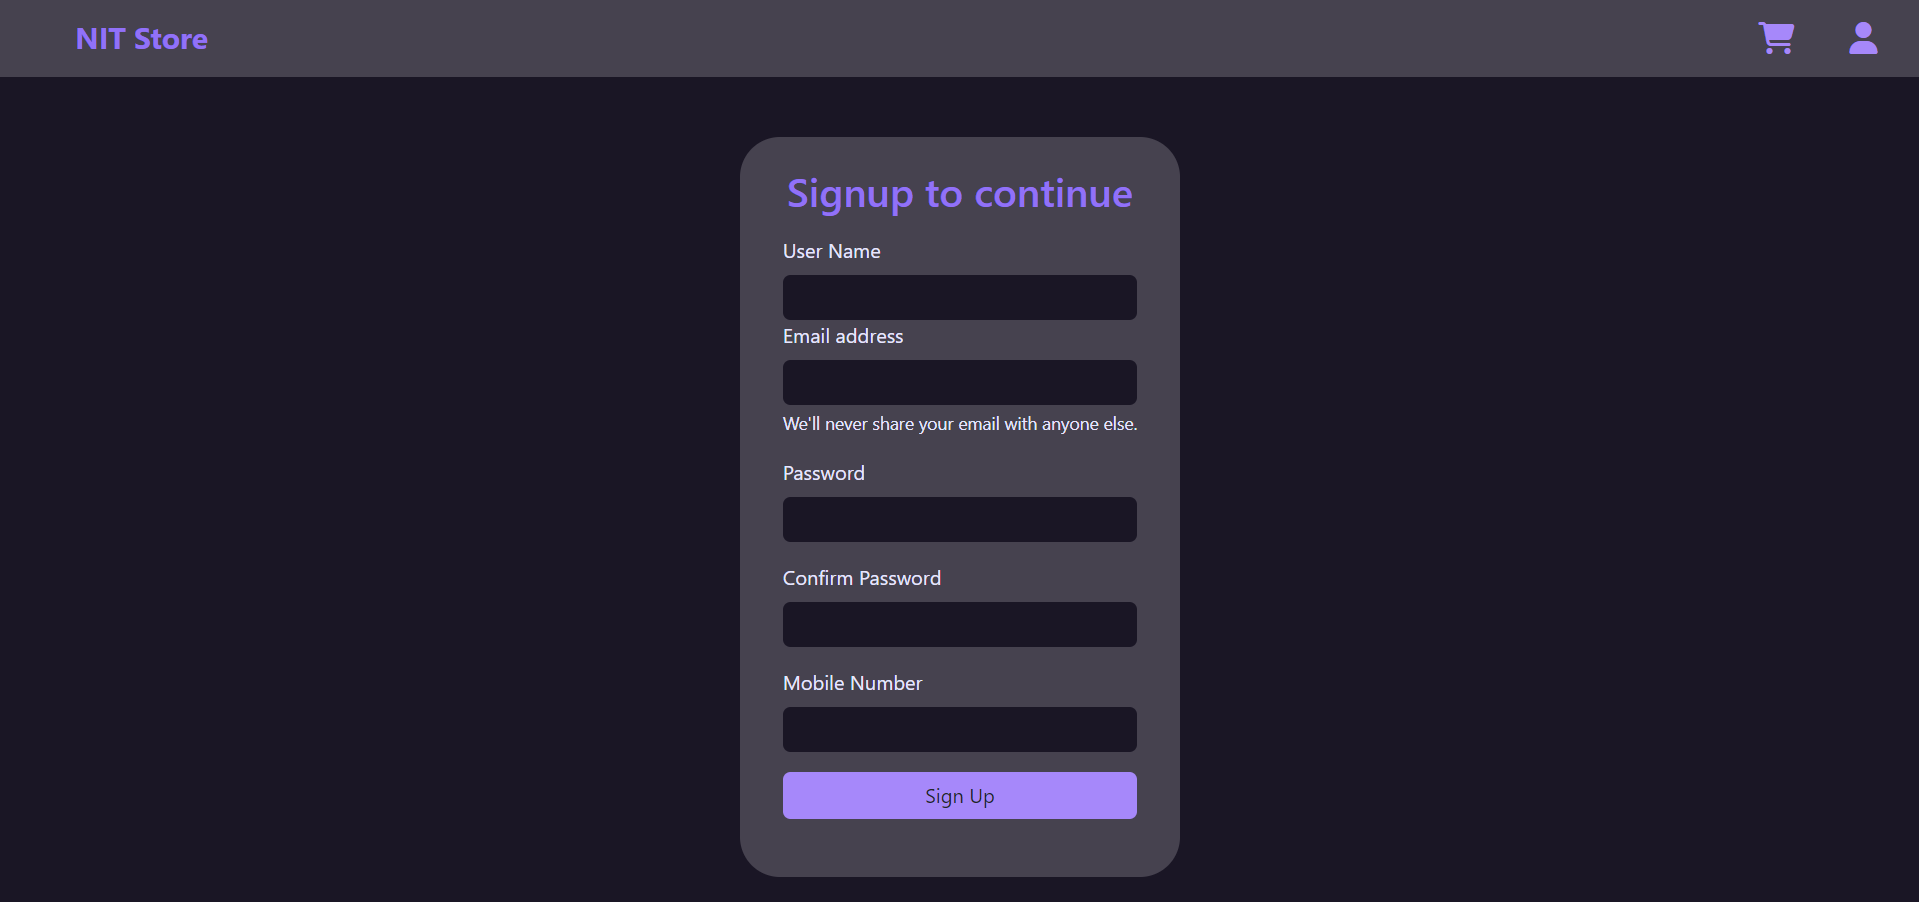 NIT Store
Signup to continue
User Name
Email address
We'll never share your email with anyone else.
Password
Confirm Password
Mobile Number
Sign Up